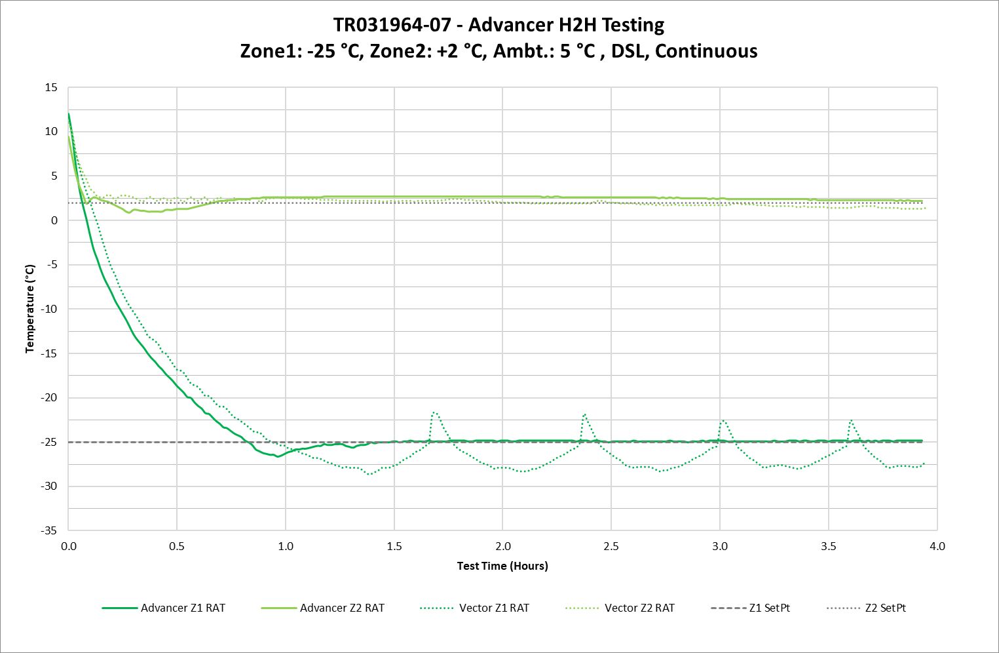 TR031964-07 - Advancer H2H Testing
Zone1: -25 °C, Zone2: +2 °C, Ambt.: 5 °C , DSL, Continuous
15
10
5
0
-5
-10
-15
-20
-25
-30
-35
Temperature (°C)
0.0 0.5 1.0 1.5 2.0 2.5 3.0 3.5 4.0
Test Time (Hours)
Advancer Z1 RAT Advancer Z2 RAT Vector Z1 RAT Vector Z2 RAT Z1 SetPt Z2 SetPt